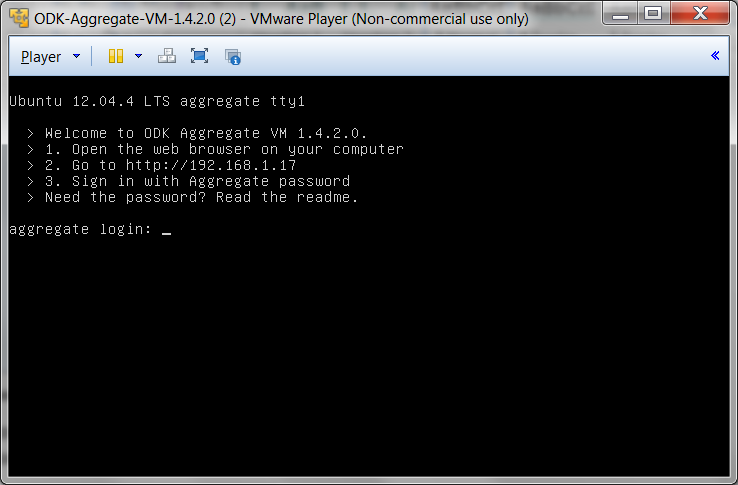 ODK-Aggregate-VM-1.4.2.0 (2) - VMware Player (Non-commercial use only)
Player
Ubuntu 12.04.4 LTS aggregate tty1
> Welcome to ODK Aggregate VM 1.4.2.0.
> 1. Open the web browser on your computer
> 2. Go to http://192.168.1.17
> 3. Sign in with Aggregate password
> Need the password? Read the readme.
aggregate login: _